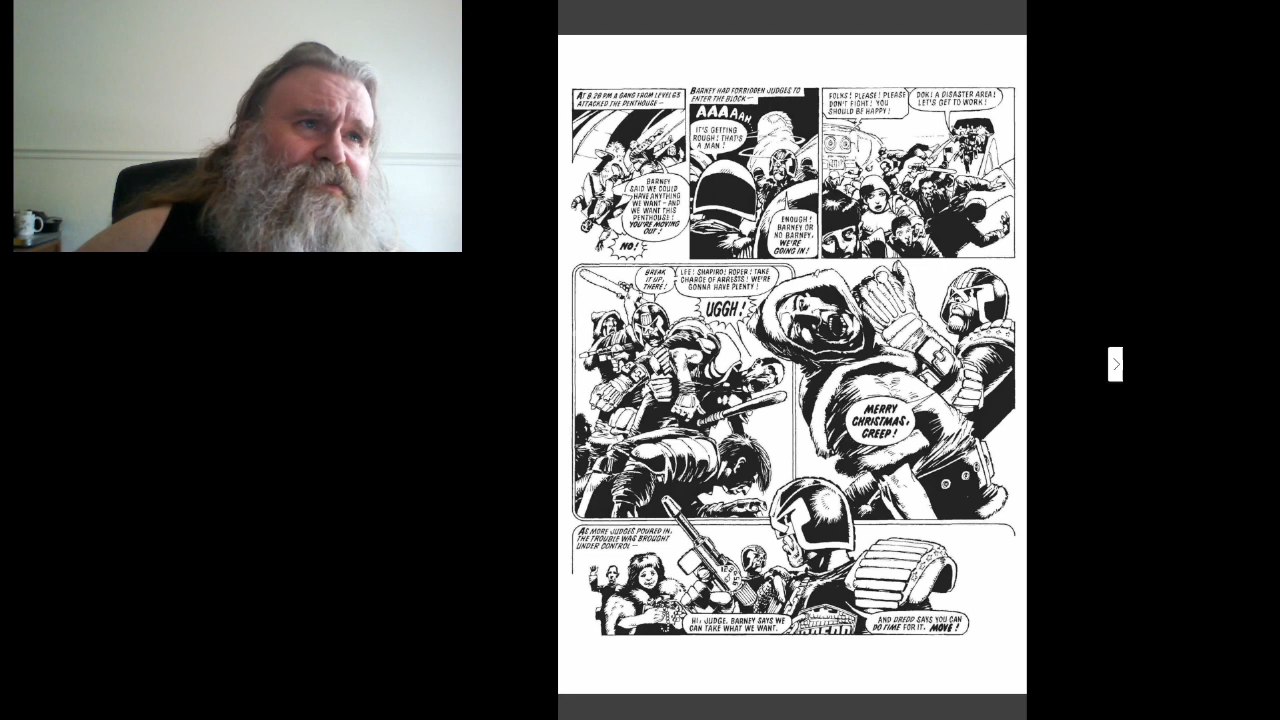 AT 8.28 PM A GANG FROM LEVEL 63
ATTACKED THE PENTHOUSE —
BARNEY
SAID WE COULD
HAVE ANYTHING
WE WANT — AND
WE WANT THIS
PENTHOUSE!
YOU'RE MOVING
OUT!
NO!
BARNEY HAD FORBIDDEN JUDGES TO
ENTER THE BLOCK —
AAAAAH
IT'S GETTING
ROUGH! THAT'S
A MAN!
ENOUGH!
BARNEY OR
NO BARNEY,
WE'RE
GOING IN!
FOLKS! PLEASE! PLEASE
DON'T FIGHT! YOU
SHOULD BE HAPPY!
DOK! A DISASTER AREA!
LET'S GET TO WORK!
BREAK
IT UP,
THERE!
LEE! SHAPIRO! ROPER! TAKE
CHARGE OF ARRESTS! WE'RE
GONNA HAVE PLENTY!
UGGH!
MERRY
CHRISTMAS,
CREEP!
AS MORE JUDGES POURED IN,
THE TROUBLE WAS BROUGHT
UNDER CONTROL —
HI, JUDGE. BARNEY SAYS WE
CAN TAKE WHAT WE WANT.
DREDD
AND DREDD SAYS YOU CAN
DO TIME FOR IT. MOVE!